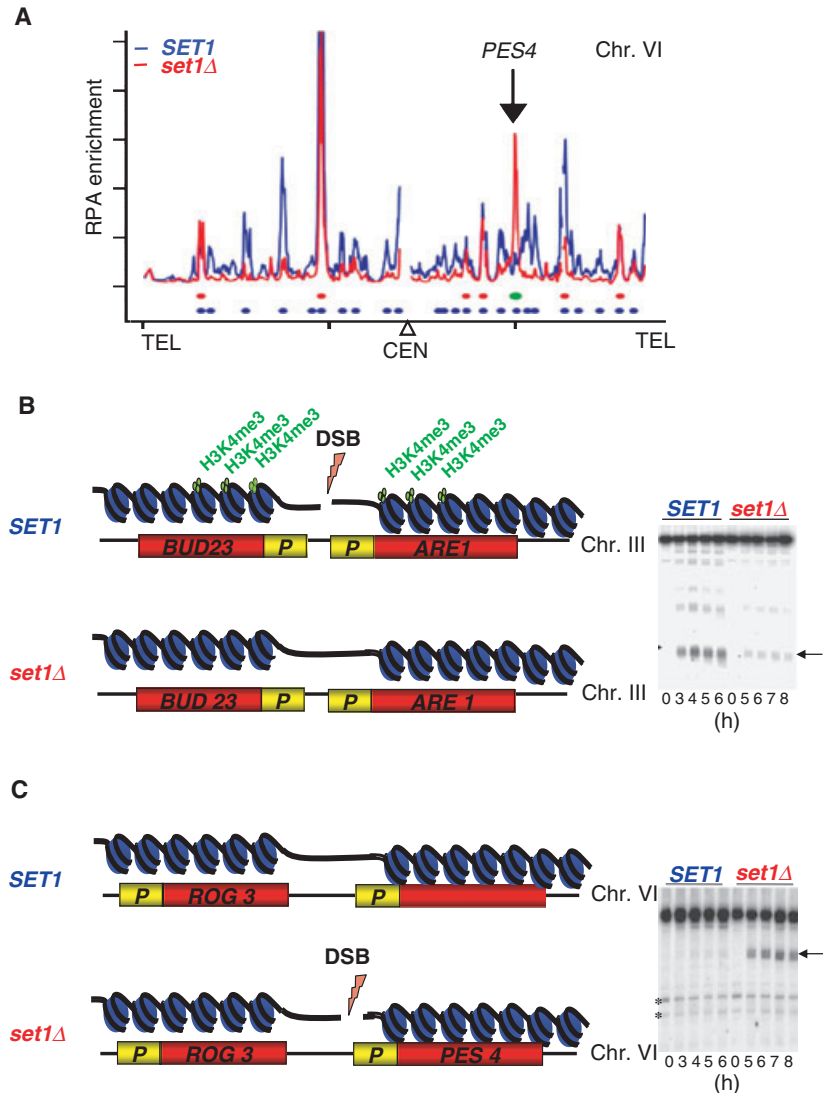 A
SET1
set1Δ
PES4
Chr. VI
RPA enrichment
TEL
CEN
TEL
B
H3K4me3
H3K4me3
H3K4me3
DSB
H3K4me3
H3K4me3
H3K4me3
SET1
BUD23
P
P
ARE1
Chr. III
set1Δ
BUD 23
P
P
ARE 1
Chr. III
SET1 set1Δ
0 3 4 5 6 0 5 6 7 8
(h)
C
SET1
P
ROG 3
P
Chr. VI
DSB
set1Δ
P
ROG 3
P
PES 4
Chr. VI
SET1 set1Δ
*
*
0 3 4 5 6 0 5 6 7 8
(h)